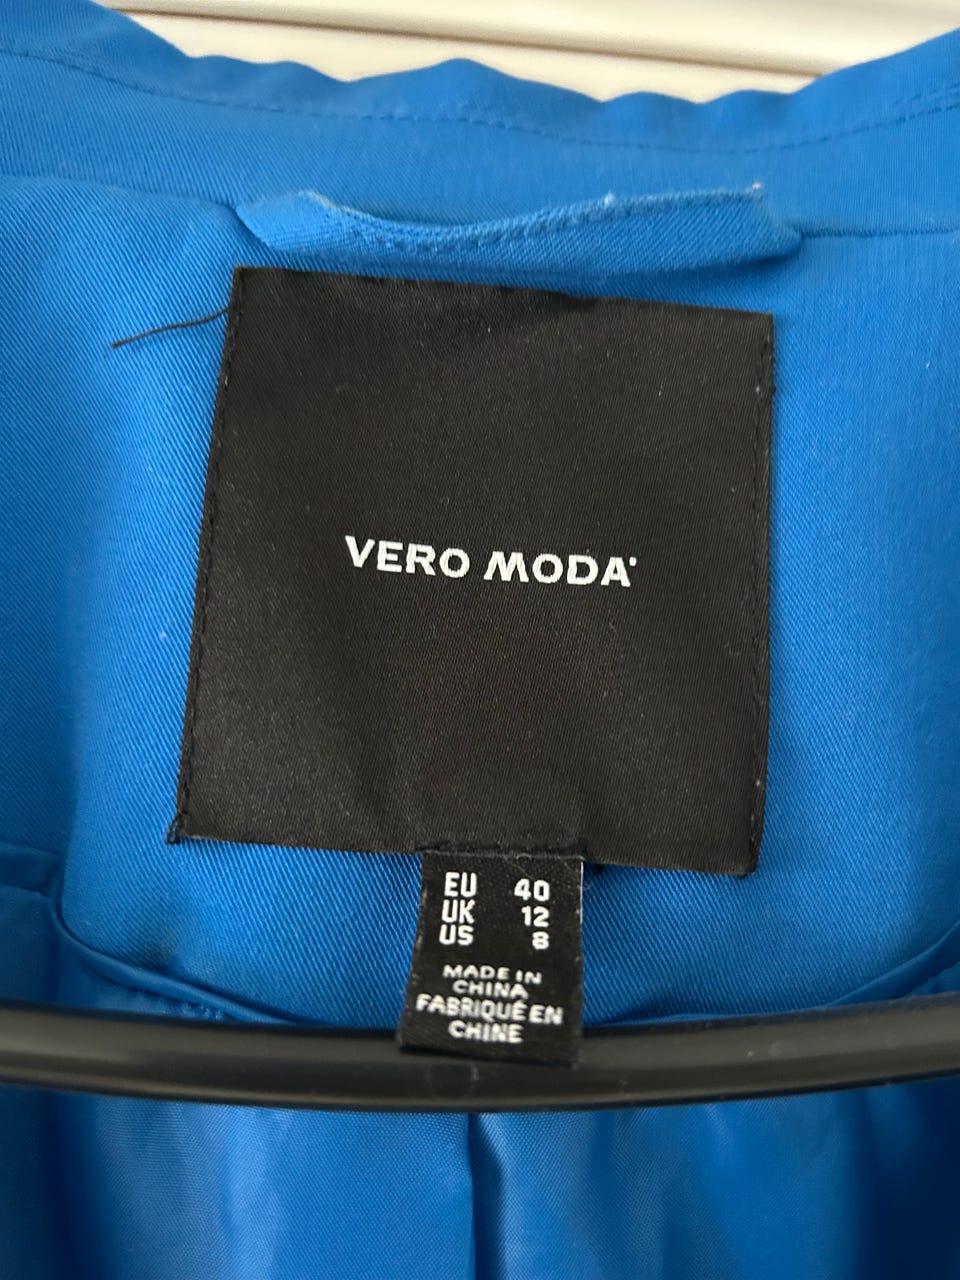 VERO MODA
EU 40
UK 12
US 8
MADE IN
CHINA
FABRIQUÉ EN
CHINE